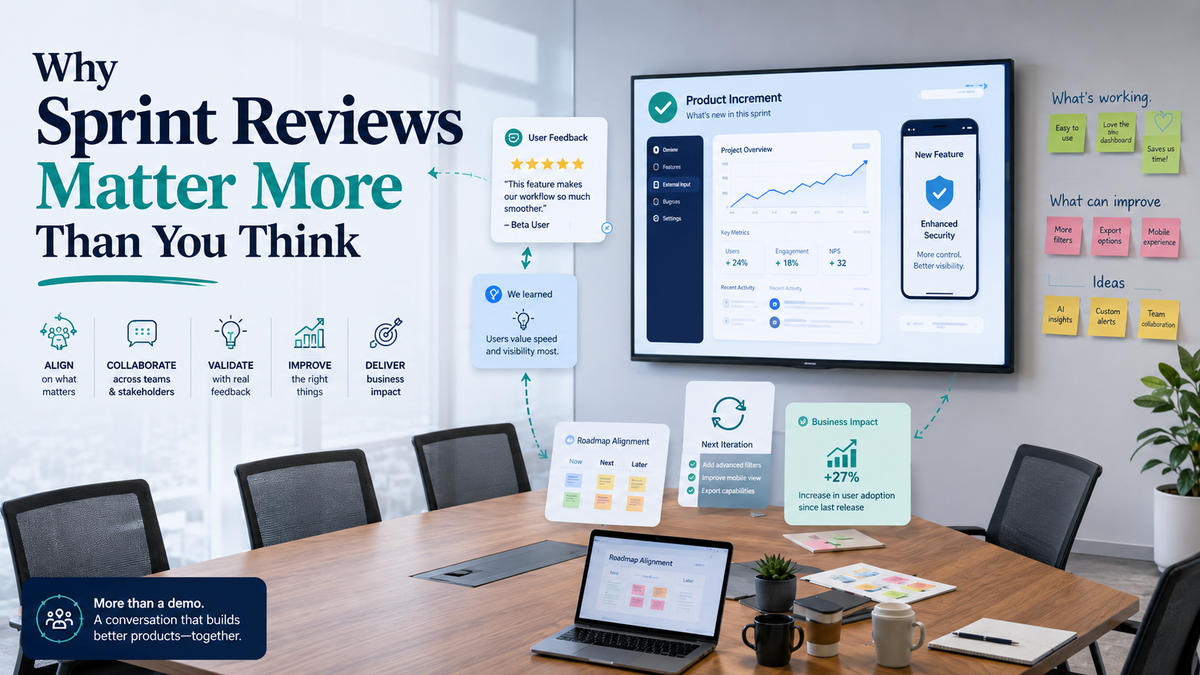 Why
Sprint Reviews
Matter More
Than You Think
ALIGN
on what
matters
COLLABORATE
across teams
& stakeholders
VALIDATE
with real
feedback
IMPROVE
the right
things
DELIVER
business
impact
User Feedback
"This feature makes
our workflow so much
smoother."
– Beta User
We learned
Users value speed
and visibility most.
Product Increment
What's new in this sprint
Features
External Input
Settings
Project Overview
Key Metrics
Users
+ 24%
Engagement
+ 18%
NPS
+ 32
Recent Activity
Recent Activity
New Feature
Enhanced
Security
More control.
Better visibility.
What's working.
Easy to
use
Love the
dashboard
Saves us
time!
What can improve
More
filters
Export
options
Mobile
experience
Ideas
AI
insights
Custom
alerts
Team
collaboration
Roadmap Alignment
Now
Next
Later
Next Iteration
Add advanced filters
Improve mobile view
Export capabilities
Business Impact
+27%
Increase in user adoption
since last release
Roadmap Alignment
Later
More than a demo.
A conversation that builds
better products—together.